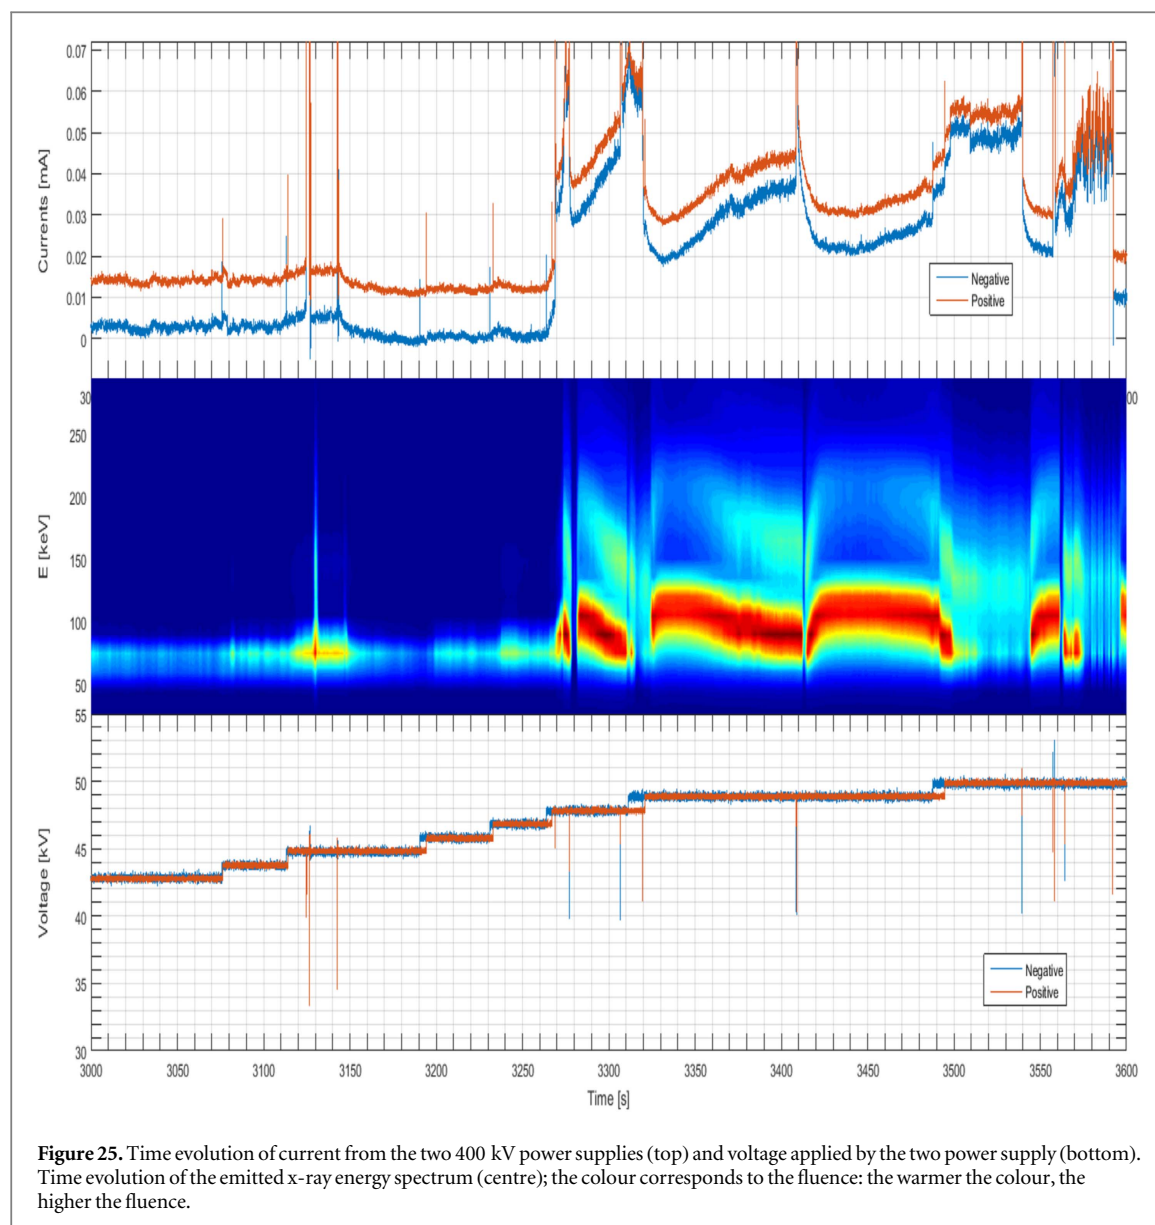 0.07
0.06
0.05
0.04
0.03
0.02
0.01
0
Currents [mA]
Negative
Positive
30
00
30
250
200
150
100
50
55
E [keV]
50
45
40
35
30
Voltage [kV]
Negative
Positive
3000 3050 3100 3150 3200 3250 3300 3350 3400 3450 3500 3550 3600
Time [s]
Figure 25. Time evolution of current from the two 400 kV power supplies (top) and voltage applied by the two power supply (bottom).
Time evolution of the emitted x-ray energy spectrum (centre); the colour corresponds to the fluence: the warmer the colour, the
higher the fluence.